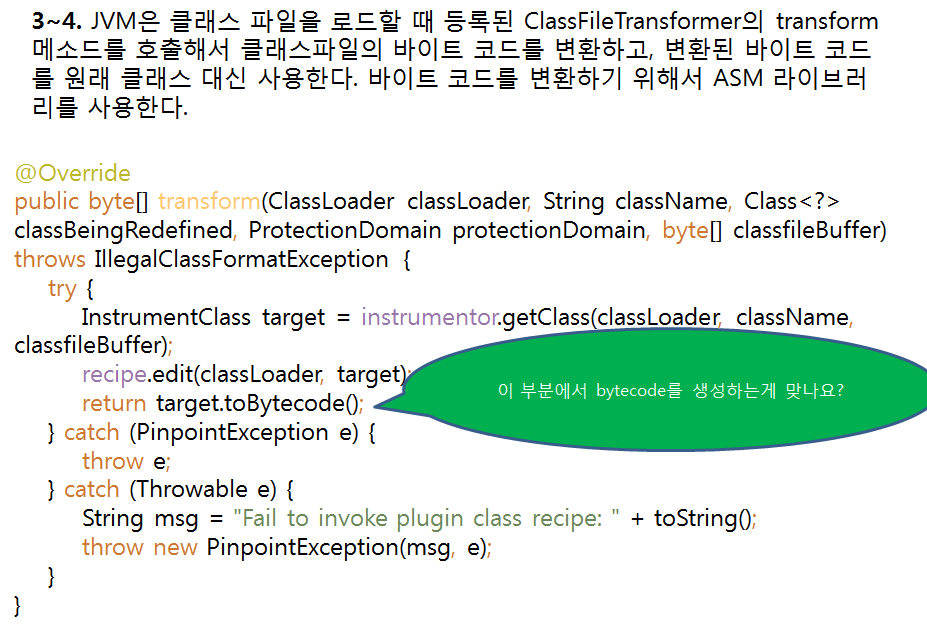 3~4. JVM은 클래스 파일을 로드할 때 등록된 ClassFileTransformer의 transform
메소드를 호출해서 클래스파일의 바이트 코드를 변환하고, 변환된 바이트 코드
를 원래 클래스 대신 사용한다. 바이트 코드를 변환하기 위해서 ASM 라이브러
리를 사용한다.
@Override
public byte[] transform(ClassLoader classLoader, String className, Class<?>
classBeingRedefined, ProtectionDomain protectionDomain, byte[] classfileBuffer)
throws IllegalClassFormatException {
try {
InstrumentClass target = instrumentor.getClass(classLoader, className,
classfileBuffer);
recipe.edit(classLoader, target);
return target.toBytecode();
이 부분에서 bytecode를 생성하는게 맞나요?
} catch (PinpointException e) {
throw e;
} catch (Throwable e) {
String msg = "Fail to invoke plugin class recipe: " + toString();
throw new PinpointException(msg, e);
}
}